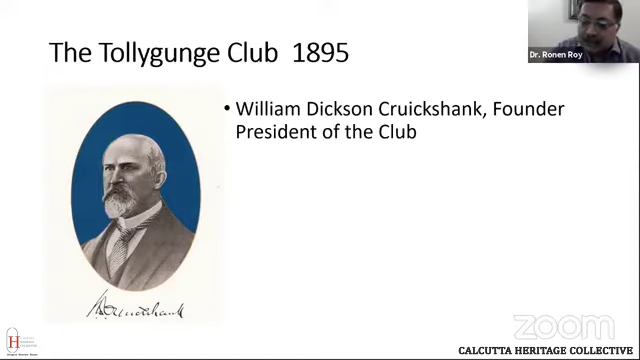 The Tollygunge Club 1895
Dr. Ronen Roy
• William Dickson Cruickshank, Founder
President of the Club
H
zoom
CALCUTTA HERITAGE COLLECTIVE